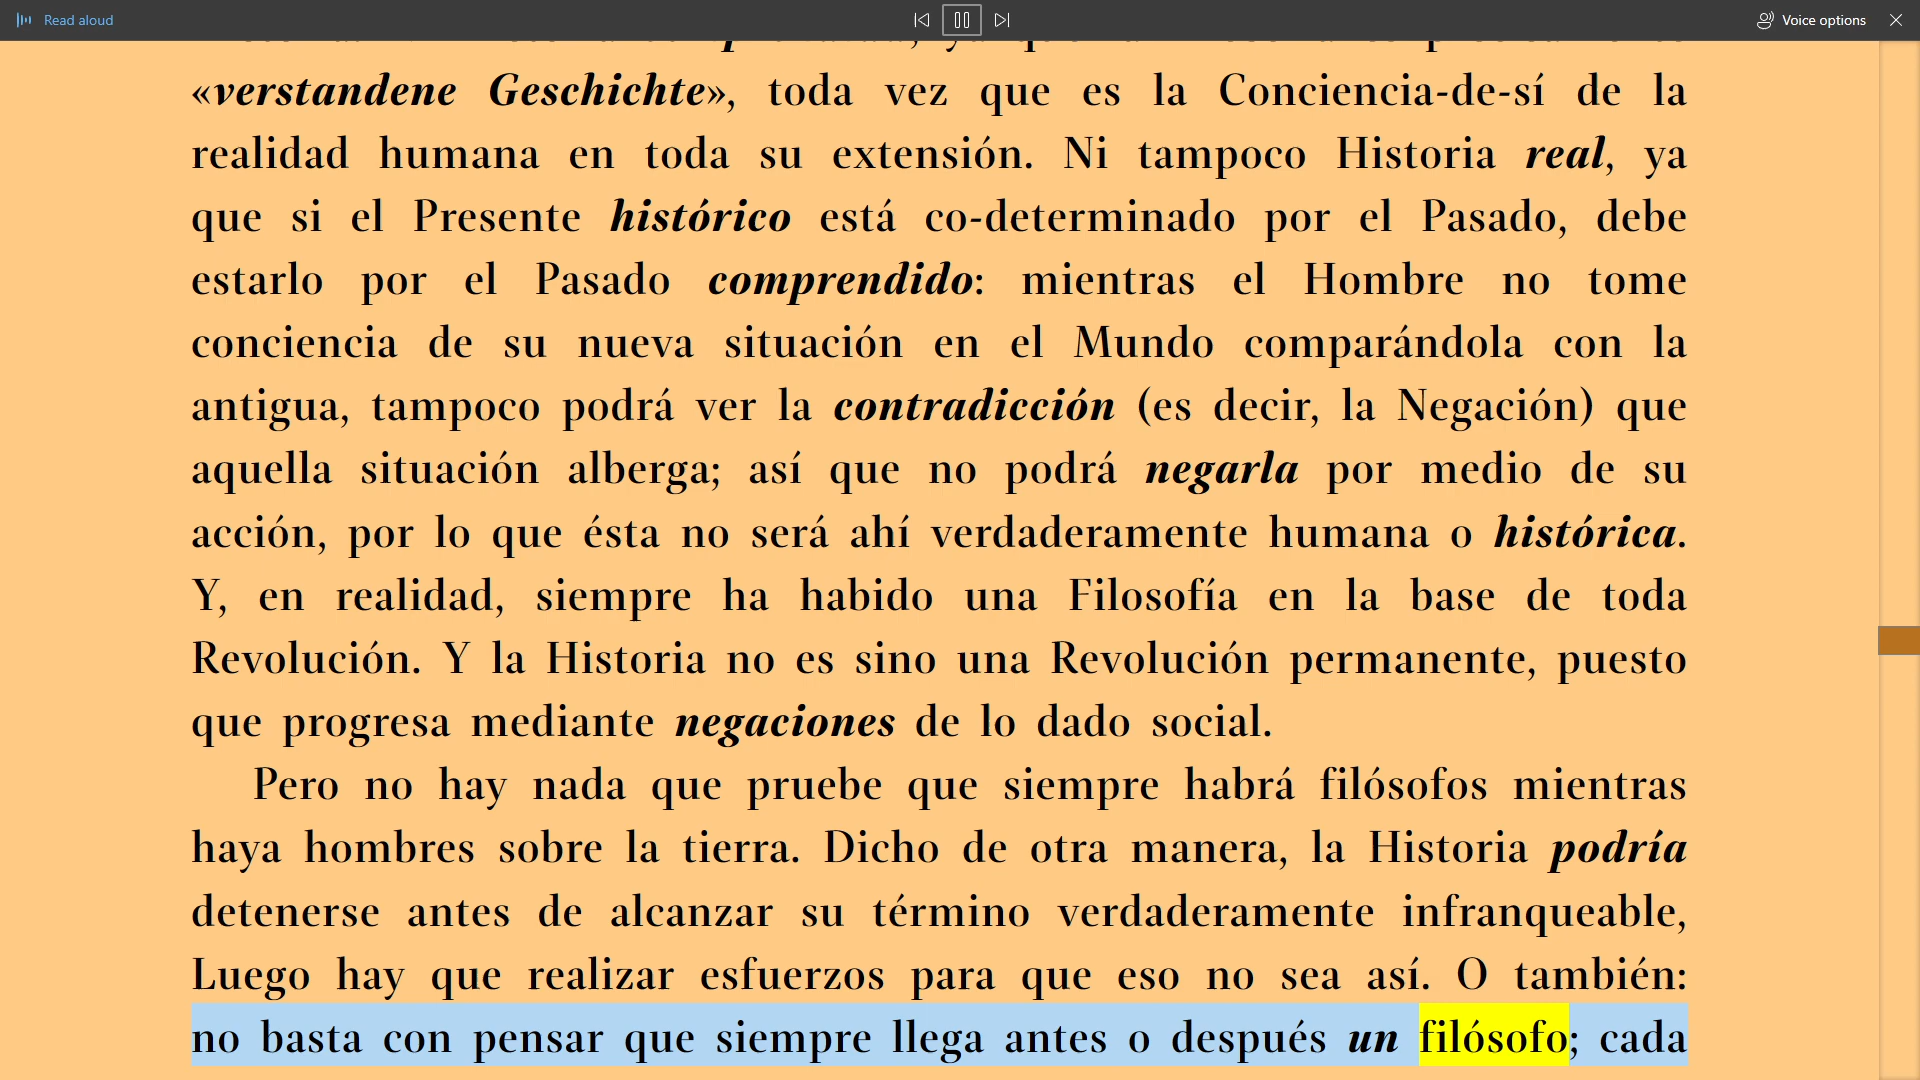 Read aloud
Voice options
«verstandene Geschichte», toda vez que es la Conciencia-de-sí de la
realidad humana en toda su extensión. Ni tampoco Historia real, ya
que si el Presente histórico está co-determinado por el Pasado, debe
estarlo por el Pasado comprendido: mientras el Hombre no tome
conciencia de su nueva situación en el Mundo comparándola con la
antigua, tampoco podrá ver la contradicción (es decir, la Negación) que
aquella situación alberga; así que no podrá negarla por medio de su
acción, por lo que ésta no será ahí verdaderamente humana o histórica.
Y, en realidad, siempre ha habido una Filosofía en la base de toda
Revolución. Y la Historia no es sino una Revolución permanente, puesto
que progresa mediante negaciones de lo dado social.
Pero no hay nada que pruebe que siempre habrá filósofos mientras
haya hombres sobre la tierra. Dicho de otra manera, la Historia podría
detenerse antes de alcanzar su término verdaderamente infranqueable,
Luego hay que realizar esfuerzos para que eso no sea así. O también:
no basta con pensar que siempre llega antes o después un filósofo; cada